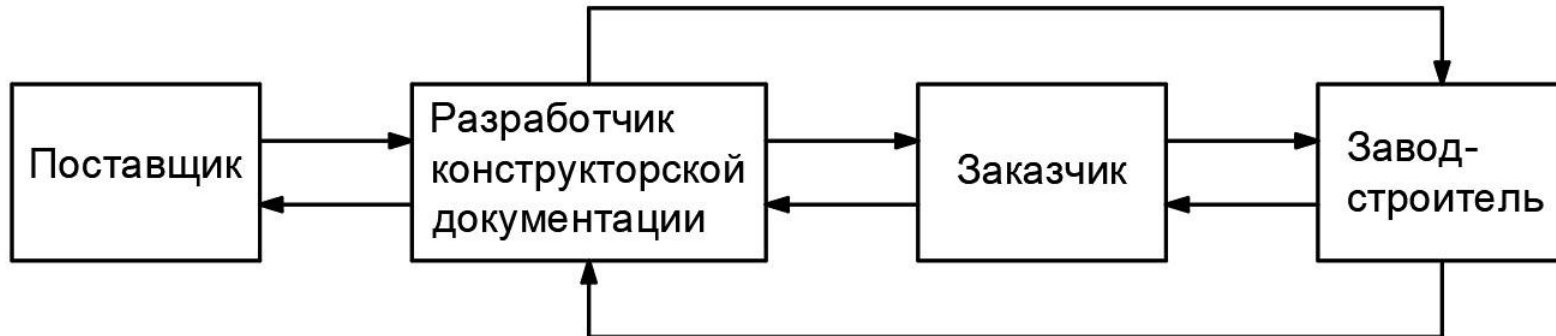 Поставщик
Разработчик
конструкторской
документации
Заказчик
Завод-
строитель